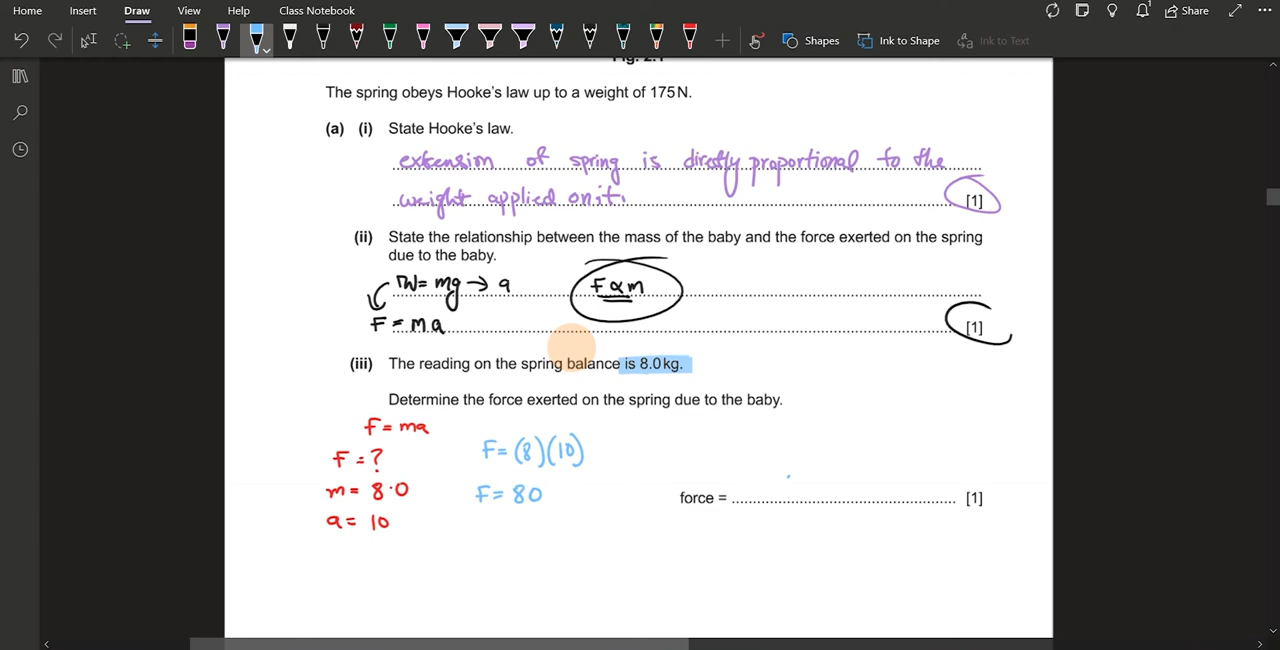 Home Insert Draw View Help Class Notebook
Share
Shapes Ink to Shape Ink to Text
Fig. 2.1
The spring obeys Hooke's law up to a weight of 175 N.
(a) (i) State Hooke's law.
extension of spring is directly proportional to the
weight applied on it. [1]
(ii) State the relationship between the mass of the baby and the force exerted on the spring
due to the baby.
W = mg → a F ∝ m
F = ma [1]
(iii) The reading on the spring balance is 8.0 kg.
Determine the force exerted on the spring due to the baby.
F = ma
F = (8)(10)
F = ?
m = 8.0
F = 80
force = [1]
a = 10